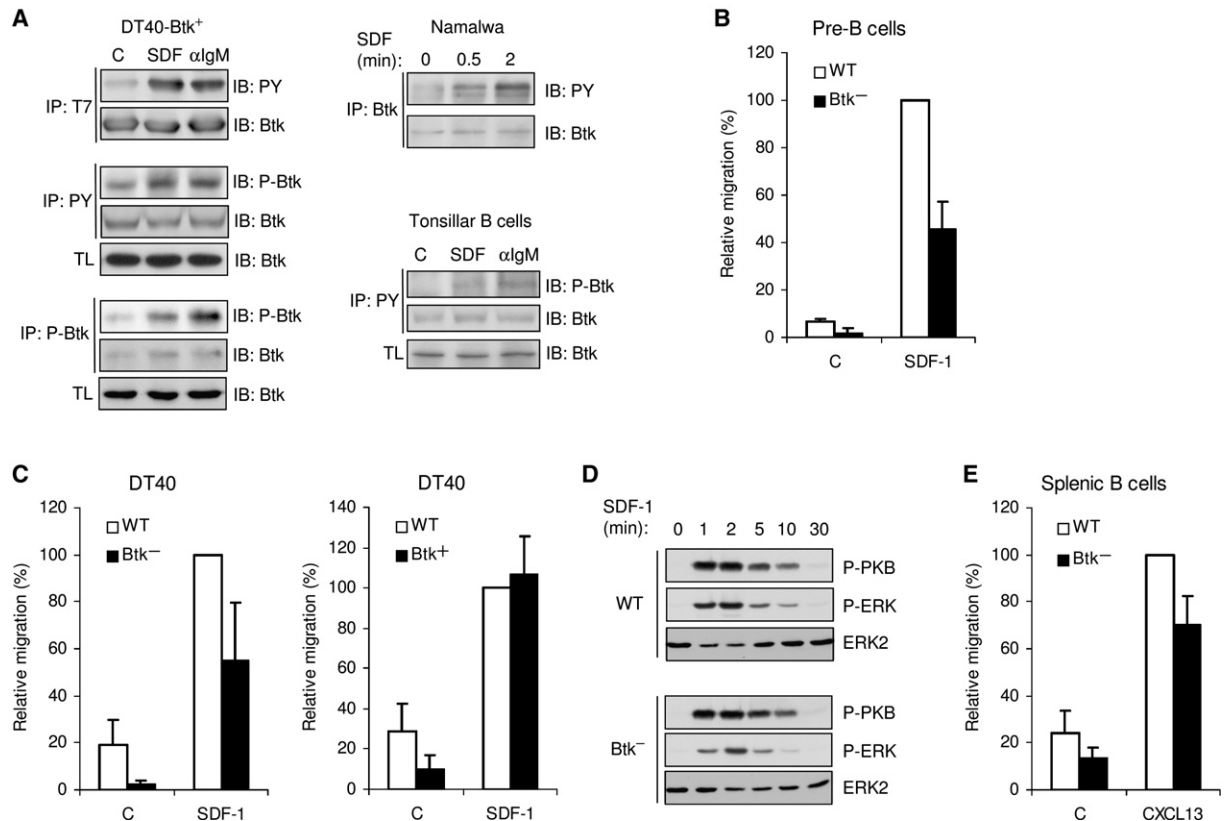 A
DT40-Btk⁺
C SDF αIgM
IP: T7
IB: PY
IB: Btk
IP: PY
IB: P-Btk
IB: Btk
TL
IB: Btk
IP: P-Btk
IB: P-Btk
IB: Btk
TL
IB: Btk
Namalwa
SDF
(min): 0 0.5 2
IP: Btk
IB: PY
IB: Btk
Tonsillar B cells
C SDF αIgM
IP: PY
IB: P-Btk
IB: Btk
TL
IB: Btk
B
Pre-B cells
WT
Btk—
Relative migration (%)
120
100
80
60
40
20
0
C SDF-1
C
DT40
WT
Btk—
Relative migration (%)
120
100
80
60
40
20
0
C SDF-1
DT40
WT
Btk⁺
Relative migration (%)
140
120
100
80
60
40
20
0
C SDF-1
D
SDF-1
(min): 0 1 2 5 10 30
WT
P-PKB
P-ERK
ERK2
Btk⁻
P-PKB
P-ERK
ERK2
E
Splenic B cells
WT
Btk—
Relative migration (%)
120
100
80
60
40
20
0
C CXCL13